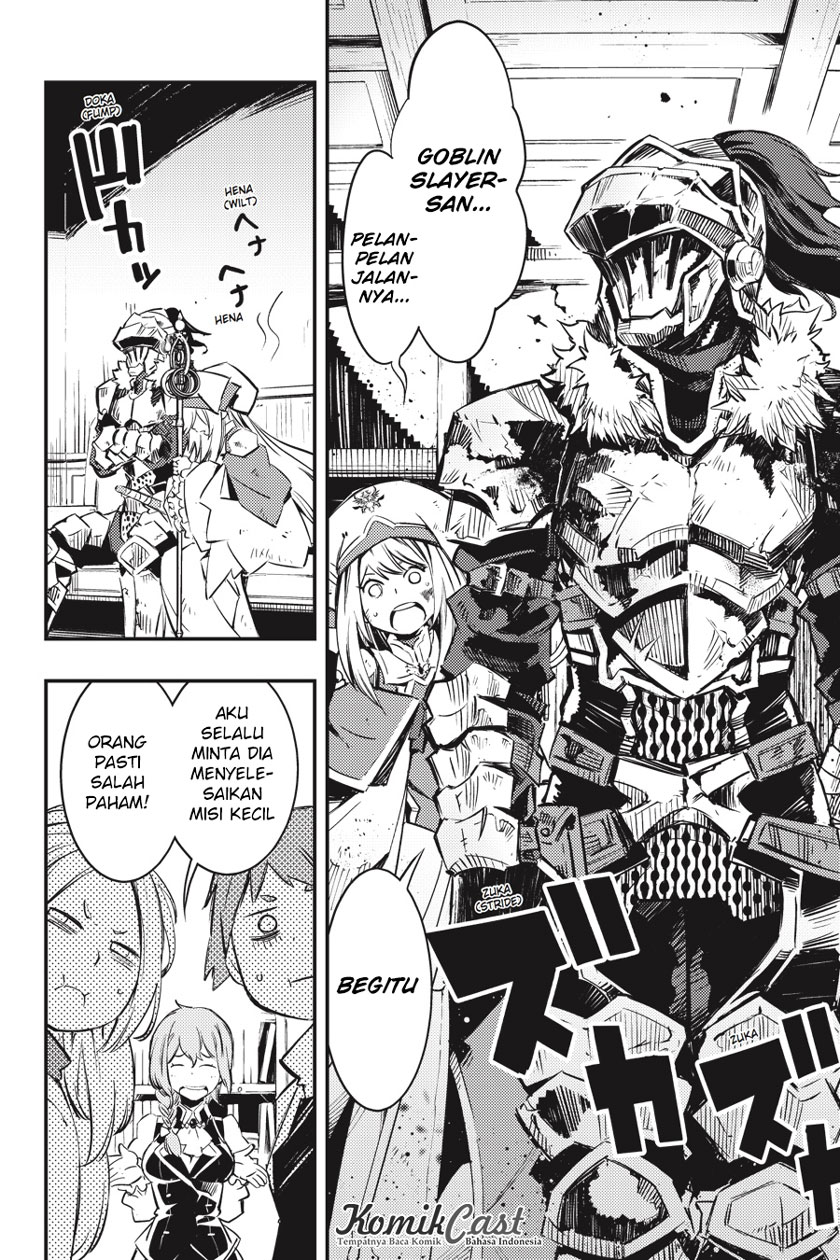 GOBLIN
SLAYER-
SAN...
PELAN-
PELAN
JALAN-
NYA...
ZUKA
(STRIDE)
ズカ
ZUKA
ズカ
BEGITU
DOKA
(FUMP)
ドカッ
HENA
(WILT)
ヘナ
ヘナ
HENA
AKU
SELALU
MINTA DIA
MENYELE-
SAIKAN
MISI KECIL
ORANG
PASTI
SALAH
PAHAM!
KomikCast
Tempatnya Baca Komik Bahasa Indonesia